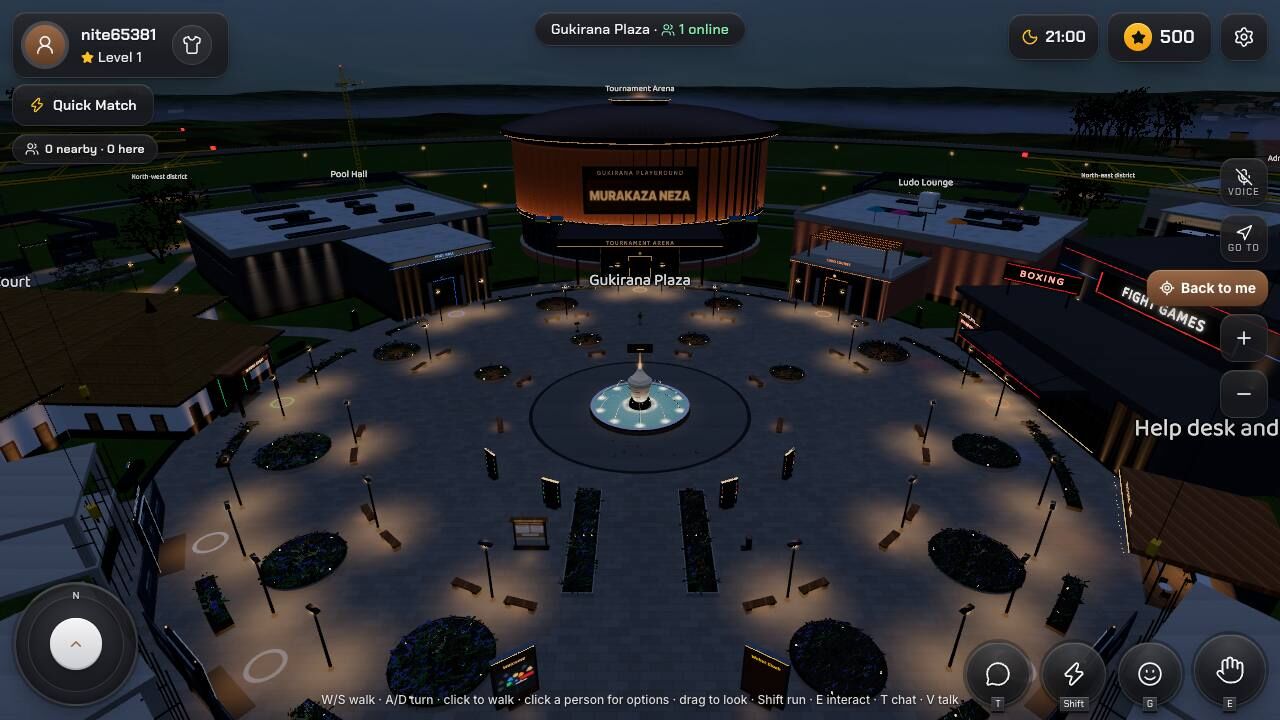 nite65381
Level 1
Gukirana Plaza · 1 online
21:00
500
Quick Match
0 nearby · 0 here
Tournament Arena
North-west district
Pool Hall
GUKIRANA PLAYGROUND
MURAKAZA NEZA
TOURNAMENT ARENA
Ludo Lounge
North-east district
VOICE
GO TO
Gukirana Plaza
ourt
BOXING
FIGHT GAMES
Back to me
Help desk and
Welcome
N
W/S walk · A/D turn · click to walk · click a person for options · drag to look · Shift run · E interact · T chat · V talk
T
Shift
G
E